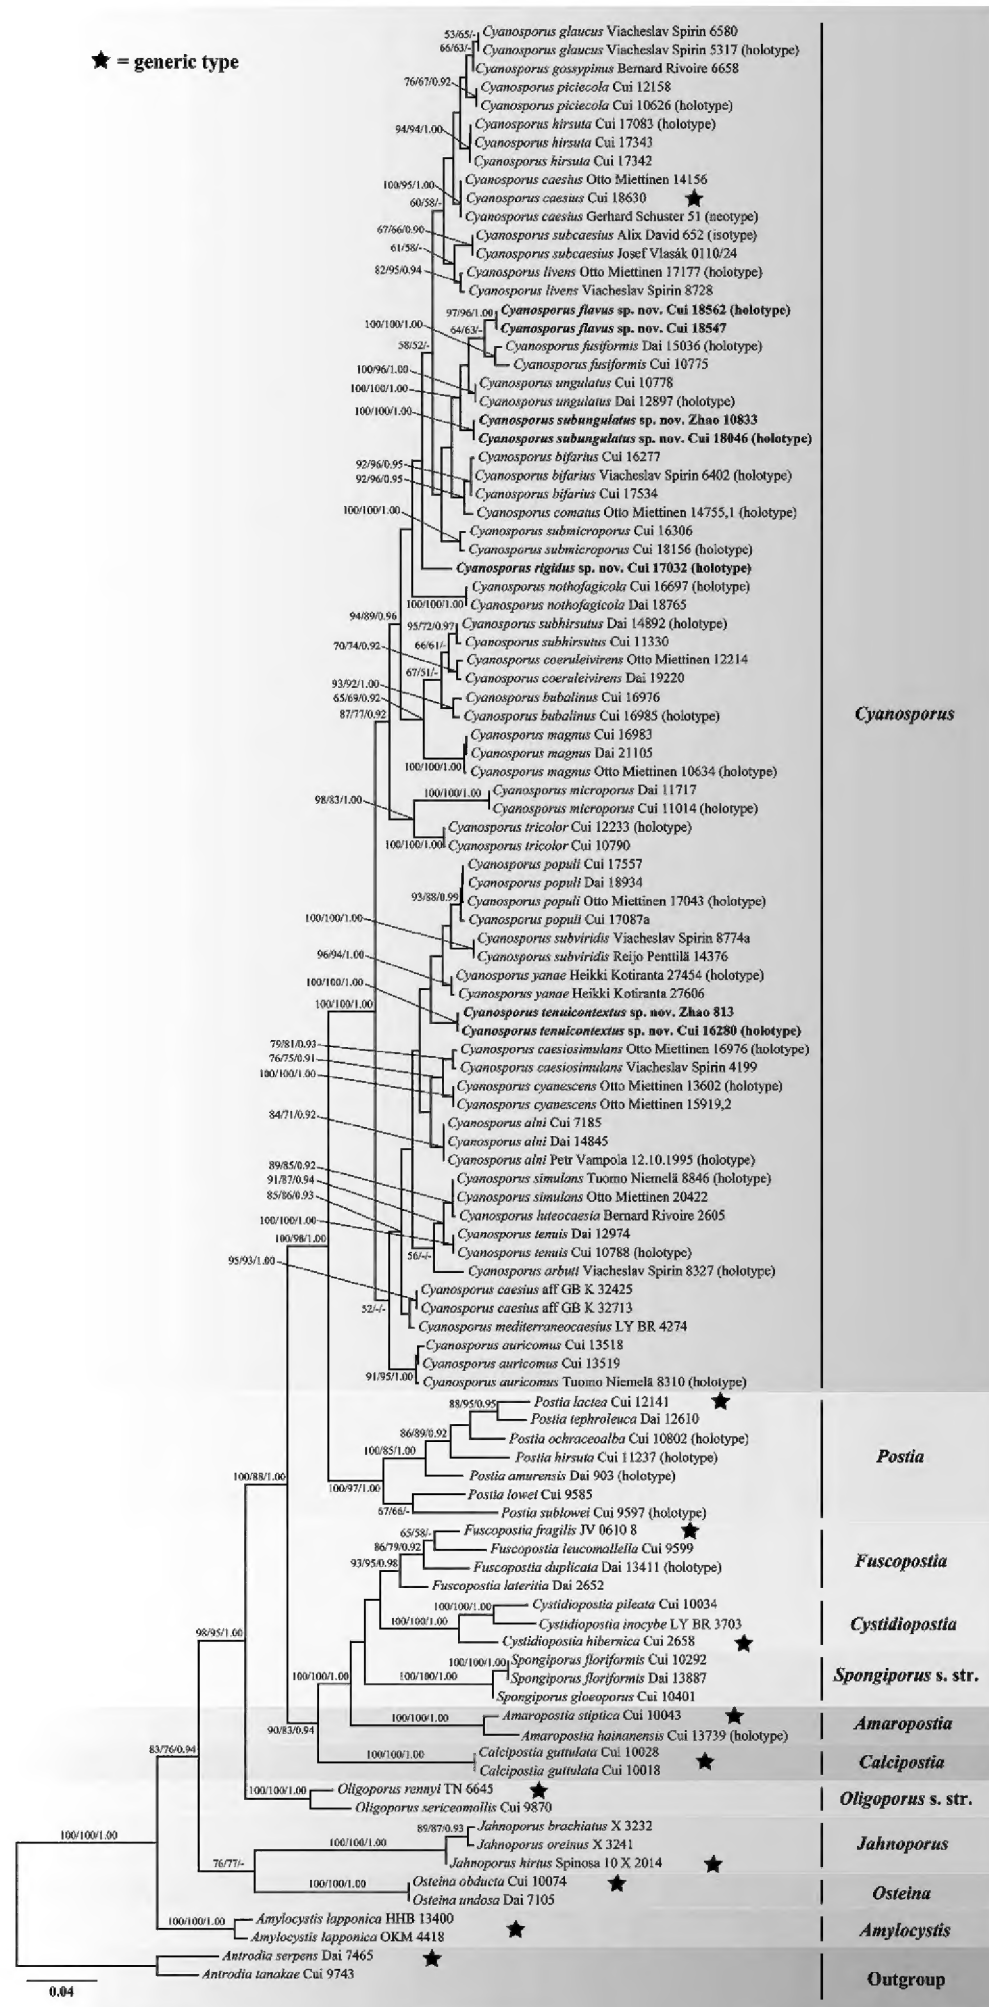 ★ = generic type
53/65/-
Cyanosporus glaucus Viacheslav Spirin 6580
66/63/-
Cyanosporus glaucus Viacheslav Spirin 5317 (holotype)
Cyanosporus gossypinus Bernard Rivoire 6658
76/67/0.92
Cyanosporus piciecola Cui 12158
Cyanosporus piciecola Cui 10626 (holotype)
Cyanosporus hirsuta Cui 17083 (holotype)
94/94/1.00
Cyanosporus hirsuta Cui 17343
Cyanosporus hirsuta Cui 17342
Cyanosporus caesius Otto Miettinen 14156
100/95/1.00
Cyanosporus caesius Cui 18630 ★
60/58/-
Cyanosporus caesius Gerhard Schuster 51 (neotype)
67/66/0.90
Cyanosporus subcaesius Alix David 652 (isotype)
61/58/-
Cyanosporus subcaesius Josef Vlasák 0110/24
82/95/0.94
Cyanosporus livens Otto Miettinen 17177 (holotype)
Cyanosporus livens Viacheslav Spirin 8728
97/96/1.00
Cyanosporus flavus sp. nov. Cui 18562 (holotype)
100/100/1.00
64/63/-
Cyanosporus flavus sp. nov. Cui 18547
58/52/-
Cyanosporus fusiformis Dai 15036 (holotype)
Cyanosporus fusiformis Cui 10775
100/96/1.00
Cyanosporus ungulatus Cui 10778
100/100/1.00
Cyanosporus ungulatus Dai 12897 (holotype)
100/100/1.00
Cyanosporus subungulatus sp. nov. Zhao 10833
Cyanosporus subungulatus sp. nov. Cui 18046 (holotype)
Cyanosporus bifarius Cui 16277
92/96/0.95
Cyanosporus bifarius Viacheslav Spirin 6402 (holotype)
92/96/0.95
Cyanosporus bifarius Cui 17534
Cyanosporus comatus Otto Miettinen 14755,1 (holotype)
100/100/1.00
Cyanosporus submicroporus Cui 16306
Cyanosporus submicroporus Cui 18156 (holotype)
Cyanosporus rigidus sp. nov. Cui 17032 (holotype)
Cyanosporus nothofagicola Cui 16697 (holotype)
100/100/1.00
Cyanosporus nothofagicola Dai 18765
94/89/0.96
95/72/0.97
Cyanosporus subhirsutus Dai 14892 (holotype)
70/74/0.92
66/61/-
Cyanosporus subhirsutus Cui 11330
Cyanosporus coeruleivirens Otto Miettinen 12214
67/51/-
Cyanosporus coeruleivirens Dai 19220
93/92/1.00
65/69/0.92
Cyanosporus bubalinus Cui 16976
87/77/0.92
Cyanosporus bubalinus Cui 16985 (holotype)
Cyanosporus
Cyanosporus magnus Cui 16983
Cyanosporus magnus Dai 21105
100/100/1.00
Cyanosporus magnus Otto Miettinen 10634 (holotype)
100/100/1.00
Cyanosporus microporus Dai 11717
98/83/1.00
Cyanosporus microporus Cui 11014 (holotype)
Cyanosporus tricolor Cui 12233 (holotype)
100/100/1.00
Cyanosporus tricolor Cui 10790
Cyanosporus populi Cui 17557
Cyanosporus populi Dai 18934
93/88/0.99
Cyanosporus populi Otto Miettinen 17043 (holotype)
Cyanosporus populi Cui 17087a
100/100/1.00
Cyanosporus subviridis Viacheslav Spirin 8774a
96/94/1.00
Cyanosporus subviridis Reijo Penttilä 14376
Cyanosporus yanae Heikki Kotiranta 27454 (holotype)
100/100/1.00
Cyanosporus yanae Heikki Kotiranta 27606
100/100/1.00
Cyanosporus tenuicontextus sp. nov. Zhao 813
Cyanosporus tenuicontextus sp. nov. Cui 16280 (holotype)
79/81/0.93
Cyanosporus caesiosimulans Otto Miettinen 16976 (holotype)
76/75/0.91
Cyanosporus caesiosimulans Viacheslav Spirin 4199
100/100/1.00
Cyanosporus cyanescens Otto Miettinen 13602 (holotype)
Cyanosporus cyanescens Otto Miettinen 15919,2
84/71/0.92
Cyanosporus alni Cui 7185
Cyanosporus alni Dai 14845
Cyanosporus alni Petr Vampola 12.10.1995 (holotype)
89/85/0.92
Cyanosporus simulans Tuomo Niemelä 8846 (holotype)
91/87/0.94
85/86/0.93
Cyanosporus simulans Otto Miettinen 20422
Cyanosporus luteocaesia Bernard Rivoire 2605
100/100/1.00
Cyanosporus tenuis Dai 12974
100/98/1.00
56/-/-
Cyanosporus tenuis Cui 10788 (holotype)
95/93/1.00
Cyanosporus arbuti Viacheslav Spirin 8327 (holotype)
Cyanosporus caesius aff GB K 32425
52/-/-
Cyanosporus caesius aff GB K 32713
Cyanosporus mediterraneocaesius LY BR 4274
Cyanosporus auricomus Cui 13518
Cyanosporus auricomus Cui 13519
91/95/1.00
Cyanosporus auricomus Tuomo Niemelä 8310 (holotype)
88/95/0.95
Postia lactea Cui 12141 ★
Postia tephroleuca Dai 12610
86/89/0.92
Postia ochraceoalba Cui 10802 (holotype)
100/85/1.00
Postia hirsuta Cui 11237 (holotype)
Postia
100/88/1.00
Postia amurensis Dai 903 (holotype)
100/97/1.00
Postia lowei Cui 9585
67/66/-
Postia sublowei Cui 9597 (holotype)
65/58/-
Fuscopostia fragilis JV 0610 8 ★
86/79/0.92
Fuscopostia leucomallella Cui 9599
93/95/0.98
Fuscopostia duplicata Dai 13411 (holotype)
Fuscopostia
Fuscopostia lateritia Dai 2652
100/100/1.00
Cystidiopostia pileata Cui 10034
100/100/1.00
Cystidiopostia inocybe LY BR 3703
Cystidiopostia
98/95/1.00
Cystidiopostia hibernica Cui 2658 ★
100/100/1.00
Spongiporus floriformis Cui 10292
100/100/1.00
100/100/1.00
Spongiporus floriformis Dai 13887
Spongiporus s. str.
Spongiporus gloeoporus Cui 10401
Amaropostia stiptica Cui 10043 ★
100/100/1.00
Amaropostia
90/83/0.94
Amaropostia hainanensis Cui 13739 (holotype)
83/76/0.94
100/100/1.00
Calcipostia guttulata Cui 10028
Calcipostia guttulata Cui 10018 ★
Calcipostia
100/100/1.00
Oligoporus rennyi TN 6645 ★
Oligoporus sericeomollis Cui 9870
Oligoporus s. str.
89/87/0.93
Jahnoporus brachiatus X 3232
100/100/1.00
100/100/1.00
Jahnoporus oreinus X 3241
Jahnoporus
76/77/-
Jahnoporus hirtus Spinosa 10 X 2014 ★
100/100/1.00
Osteina obducta Cui 10074 ★
Osteina undosa Dai 7105
Osteina
100/100/1.00
Amylocystis lapponica HHB 13400
Amylocystis lapponica OKM 4418 ★
Amylocystis
Antrodia serpens Dai 7465 ★
Antrodia tanakae Cui 9743
Outgroup
0.04